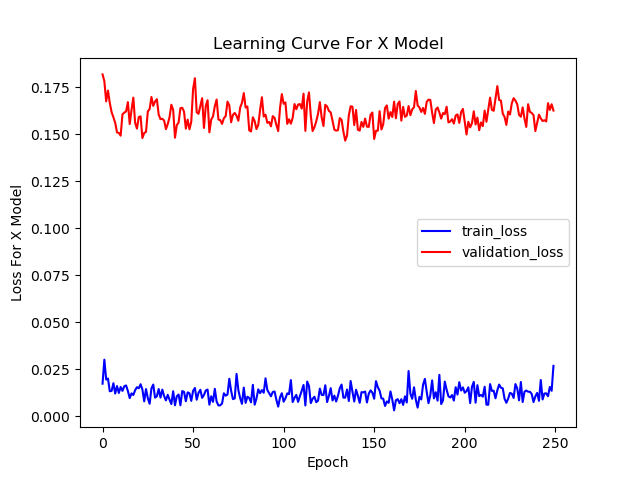 Learning Curve For X Model
Loss For X Model
0.175
0.150
0.125
0.100
0.075
0.050
0.025
0.000
train_loss
validation_loss
0
50
100
150
200
250
Epoch